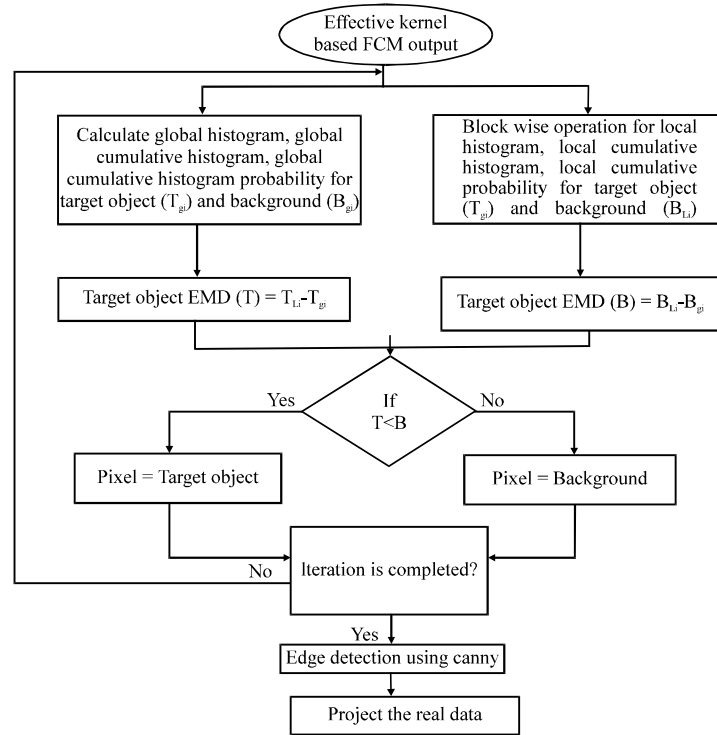 Effective kernel
based FCM output
Calculate global histogram, global
cumulative histogram, global
cumulative histogram probability for
target object (Tgi) and background (Bgi)
Block wise operation for local
histogram, local cumulative
histogram, local cumulative
probability for target object
(Tgi) and background (BLi)
Target object EMD (T) = TLi-Tgi
Target object EMD (B) = BLi-Bgi
If
T<B
Yes
No
Pixel = Target object
Pixel = Background
Iteration is completed?
No
Yes
Edge detection using canny
Project the real data